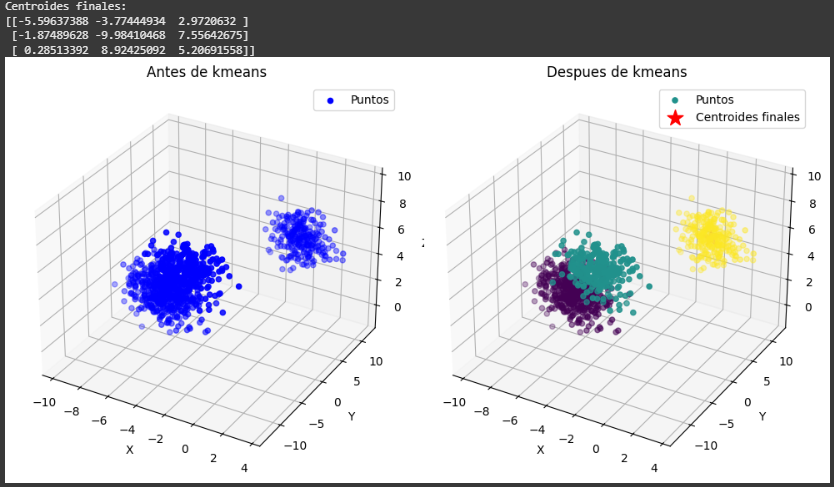 Centroides finales:
[[-5.59637388 -3.77444934  2.9720632 ]
 [-1.87489628 -9.98410468  7.55642675]
 [ 0.28513392  8.92425092  5.20691558]]
Antes de kmeans
Despues de kmeans
Puntos
Puntos
Centroides finales
10
8
6
4
2
0
10
5
0
−5
−10
Y
−10
−8
−6
−4
−2
0
2
4
X
10
8
6
4
2
0
10
5
0
−5
−10
Y
−10
−8
−6
−4
−2
0
2
4
X